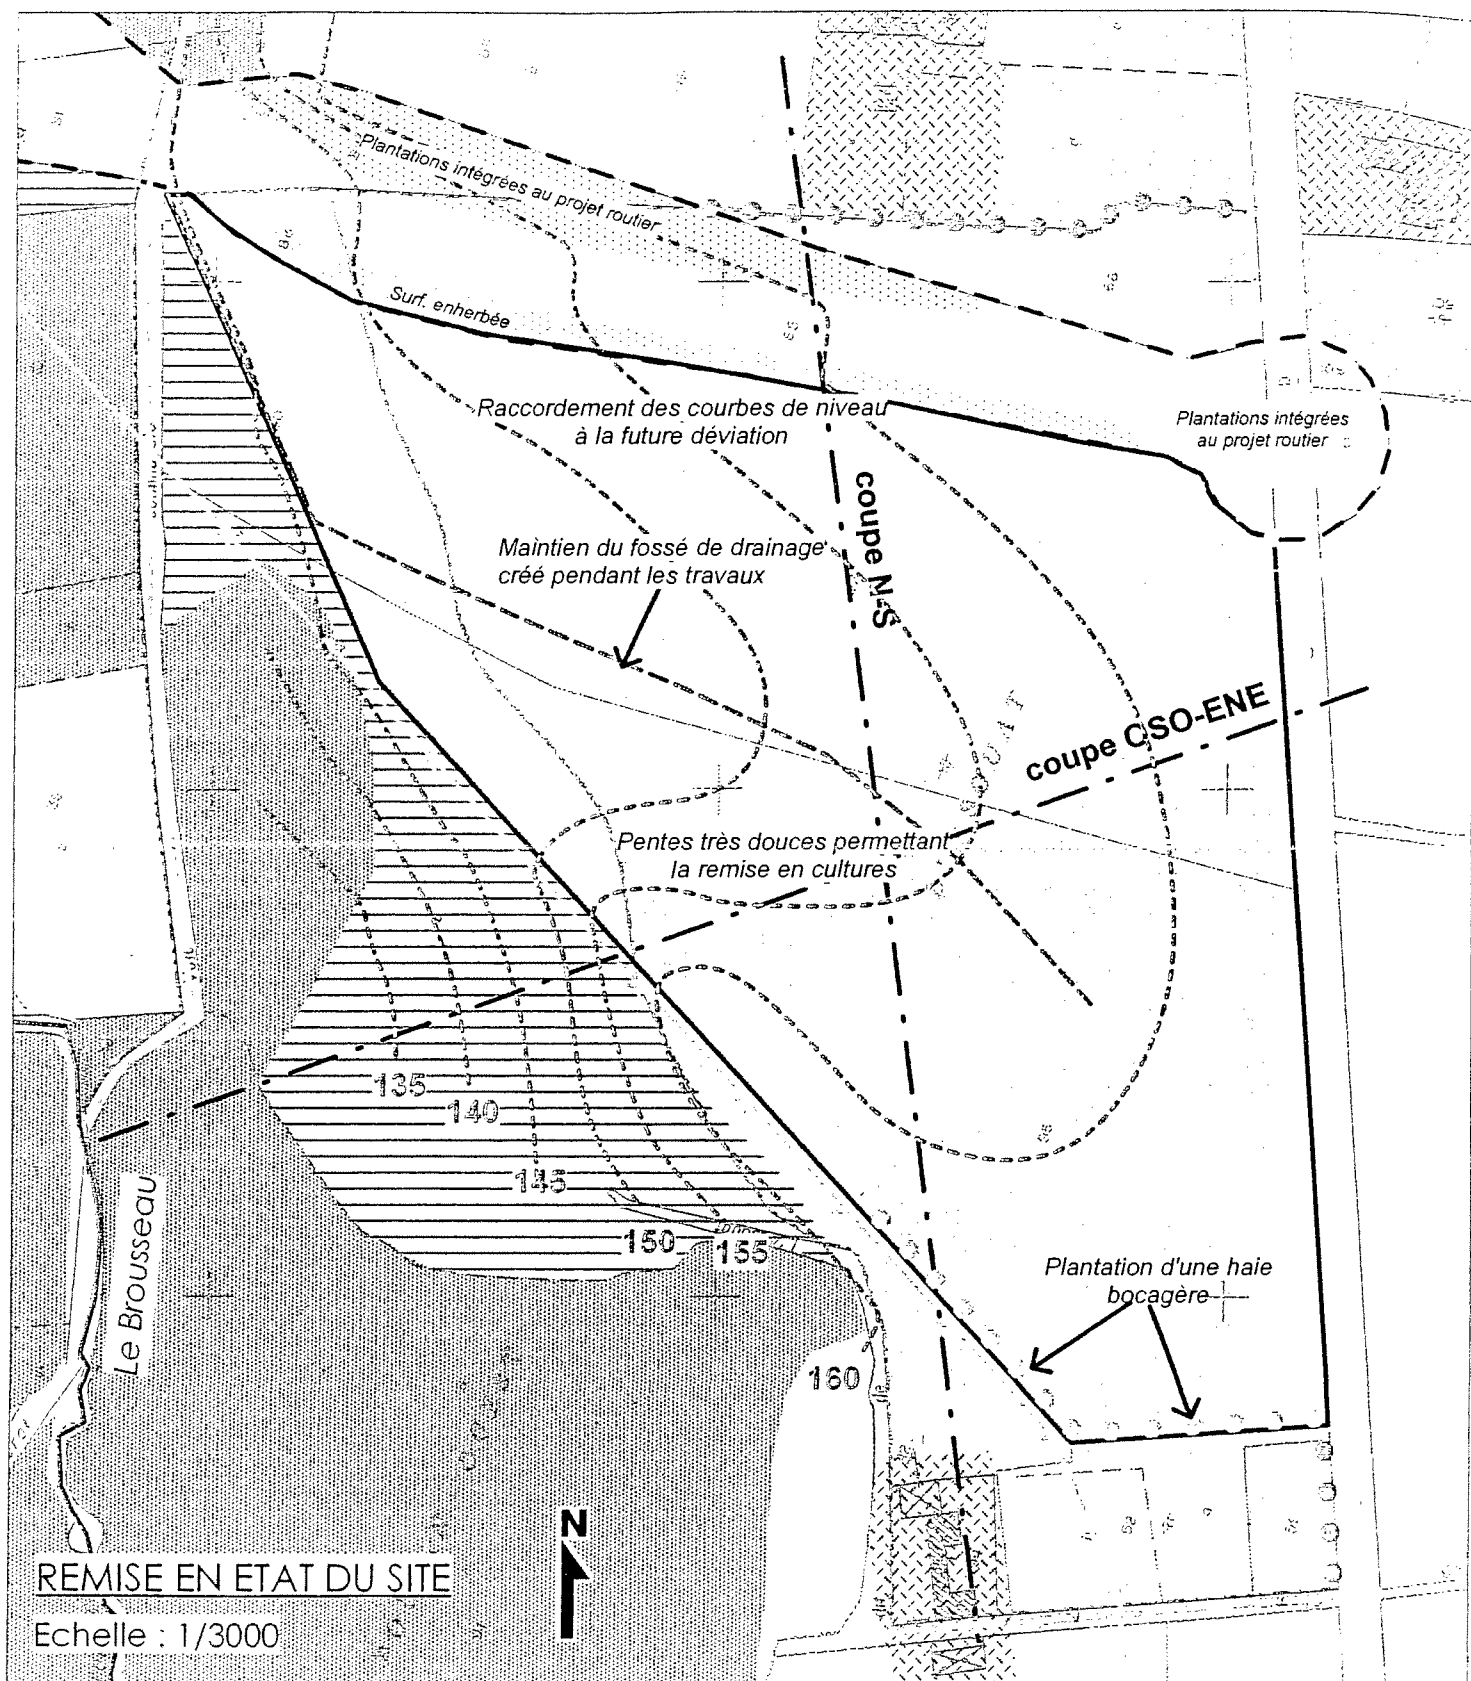 Plantations intégrées au projet routier
Surf. enherbée
Raccordement des courbes de niveau
à la future déviation
Plantations intégrées
au projet routier
coupe N-S
Maintien du fossé de drainage
créé pendant les travaux
coupe OSO-ENE
Pentes très douces permettant
la remise en cultures
135
140
145
150
155
160
Le Brousseau
Plantation d'une haie
bocagère
N
REMISE EN ETAT DU SITE
Echelle : 1/3000